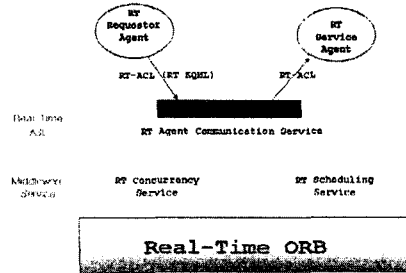 RT
Requestor
Agent
RT
Service
Agent
RT-ACL (RT KQML)
RT-ACL
Real Time
RT Agent Communication Service
Middleware
Service
RT Concurrency
Service
RT Scheduling
Service
Real-Time ORB